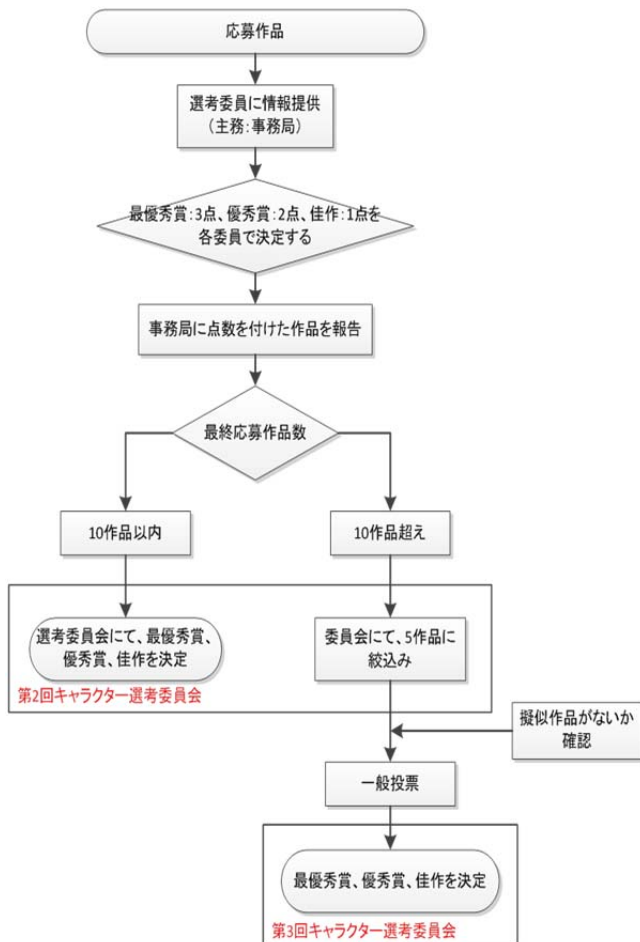 応募作品
選考委員に情報提供
（主務：事務局）
最優秀賞：3点、優秀賞：2点、佳作：1点を
各委員で決定する
事務局に点数を付けた作品を報告
最終応募作品数
10作品以内
10作品超え
選考委員会にて、最優秀賞、
優秀賞、佳作を決定
委員会にて、5作品に
絞込み
第2回キャラクター選考委員会
擬似作品がないか
確認
一般投票
最優秀賞、優秀賞、佳作を決定
第3回キャラクター選考委員会